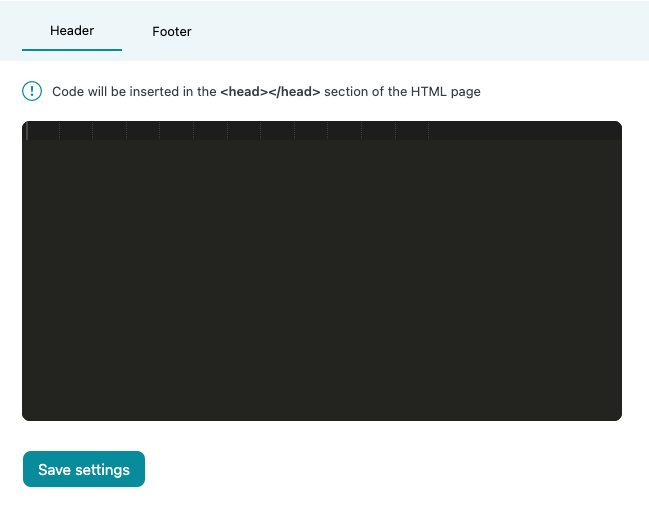 Header
Footer
! Code will be inserted in the <head></head> section of the HTML page
Save settings